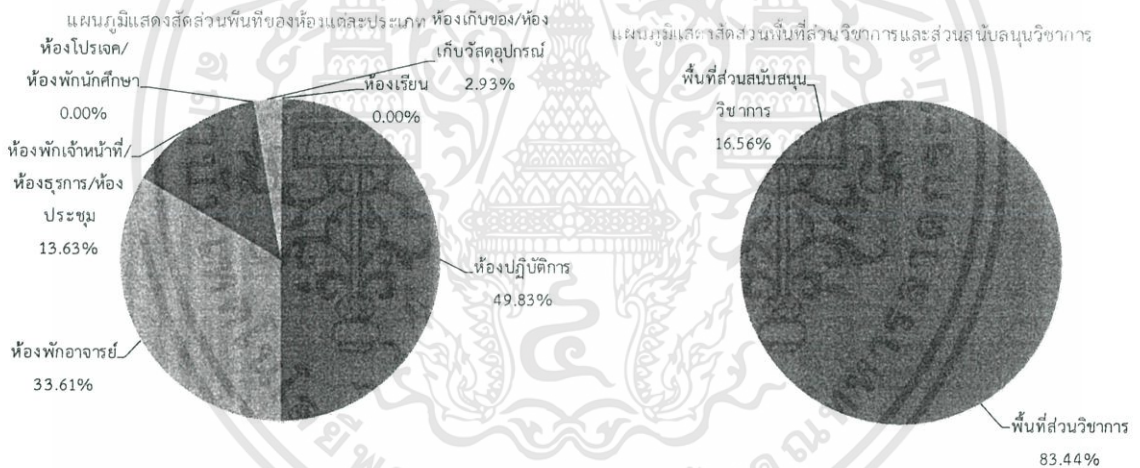 แผนภูมิแสดงสัดส่วนพื้นที่ของห้องแต่ละประเภท
ห้องเก็บของ/ห้อง
เก็บวัสดุอุปกรณ์
2.93%
ห้องโปรเจค/
ห้องพักนักศึกษา
0.00%
ห้องเรียน
0.00%
ห้องพักเจ้าหน้าที่/
ห้องธุรการ/ห้อง
ประชุม
13.63%
ห้องปฏิบัติการ
49.83%
ห้องพักอาจารย์
33.61%
แผนภูมิแสดงสัดส่วนพื้นที่ส่วนวิชาการและส่วนสนับสนุนวิชาการ
พื้นที่ส่วนสนับสนุน
วิชาการ
16.56%
พื้นที่ส่วนวิชาการ
83.44%